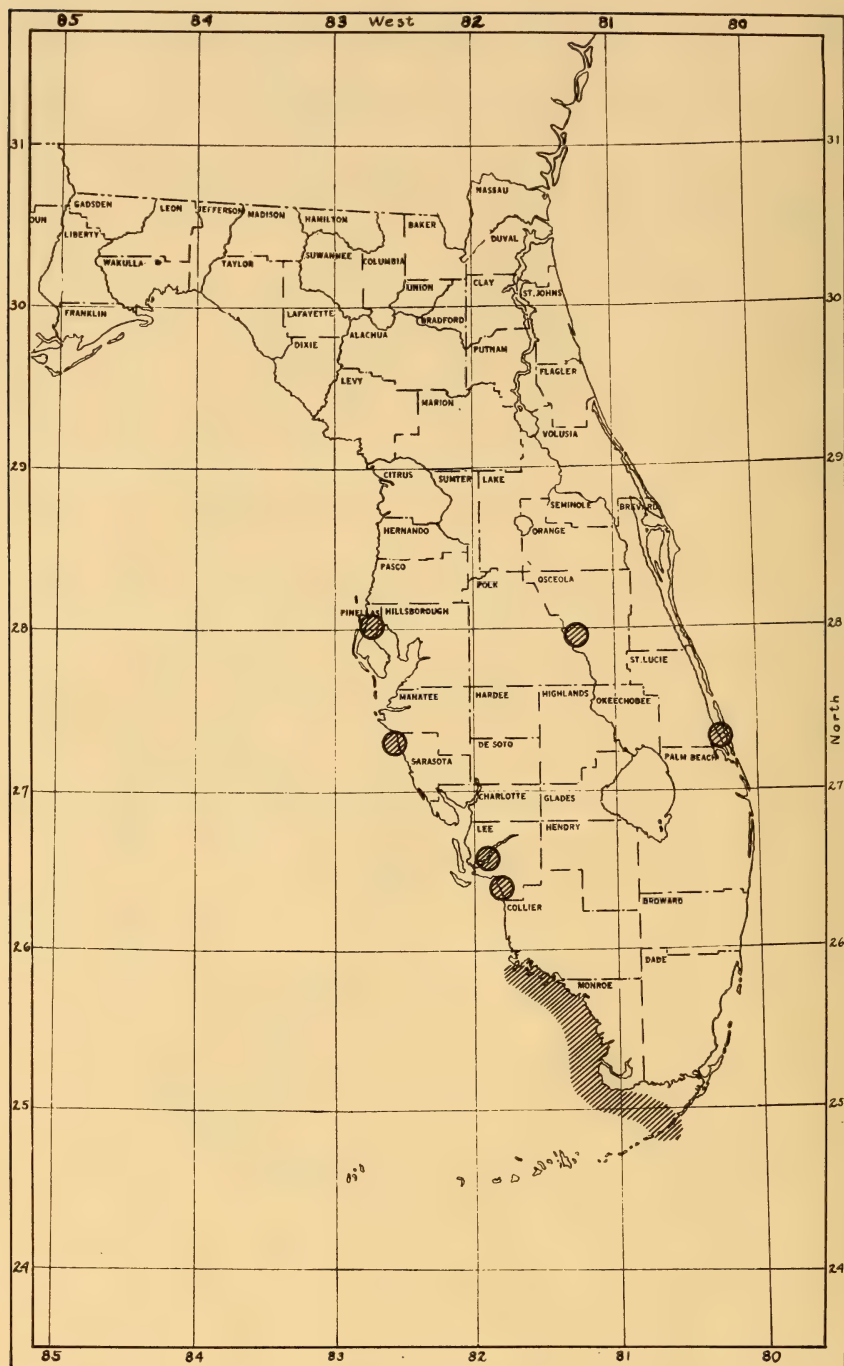 85 84 83 West 82 81 80
31 31
NASSAU
GADSDEN LEON JEFFERSON MADISON HAMILTON BAKER
OUN
LIBERTY DUVAL
WAKULLA TAYLOR SUWANNEE COLUMBIA
UNION CLAY
ST. JOHNS
30 30
FRANKLIN LAFAYETTE BRADFORD
DIXIE ALACHUA PUTNAM
FLAGLER
LEVY
MARION
VOLUSIA
29 29
CITRUS SUMTER LAKE
SEMINOLE BREVARD
HERNANDO ORANGE
PASCO
POLK OSCEOLA
PINELLAS HILLSBOROUGH
28 28
ST. LUCIE
MANATEE HARDEE HIGHLANDS OKEECHOBEE
North
DE SOTO
SARASOTA PALM BEACH
27 27
CHARLOTTE GLADES
LEE HENDRY
COLLIER BROWARD
26 26
DADE
MONROE
25 25
24 24
85 84 83 82 81 80